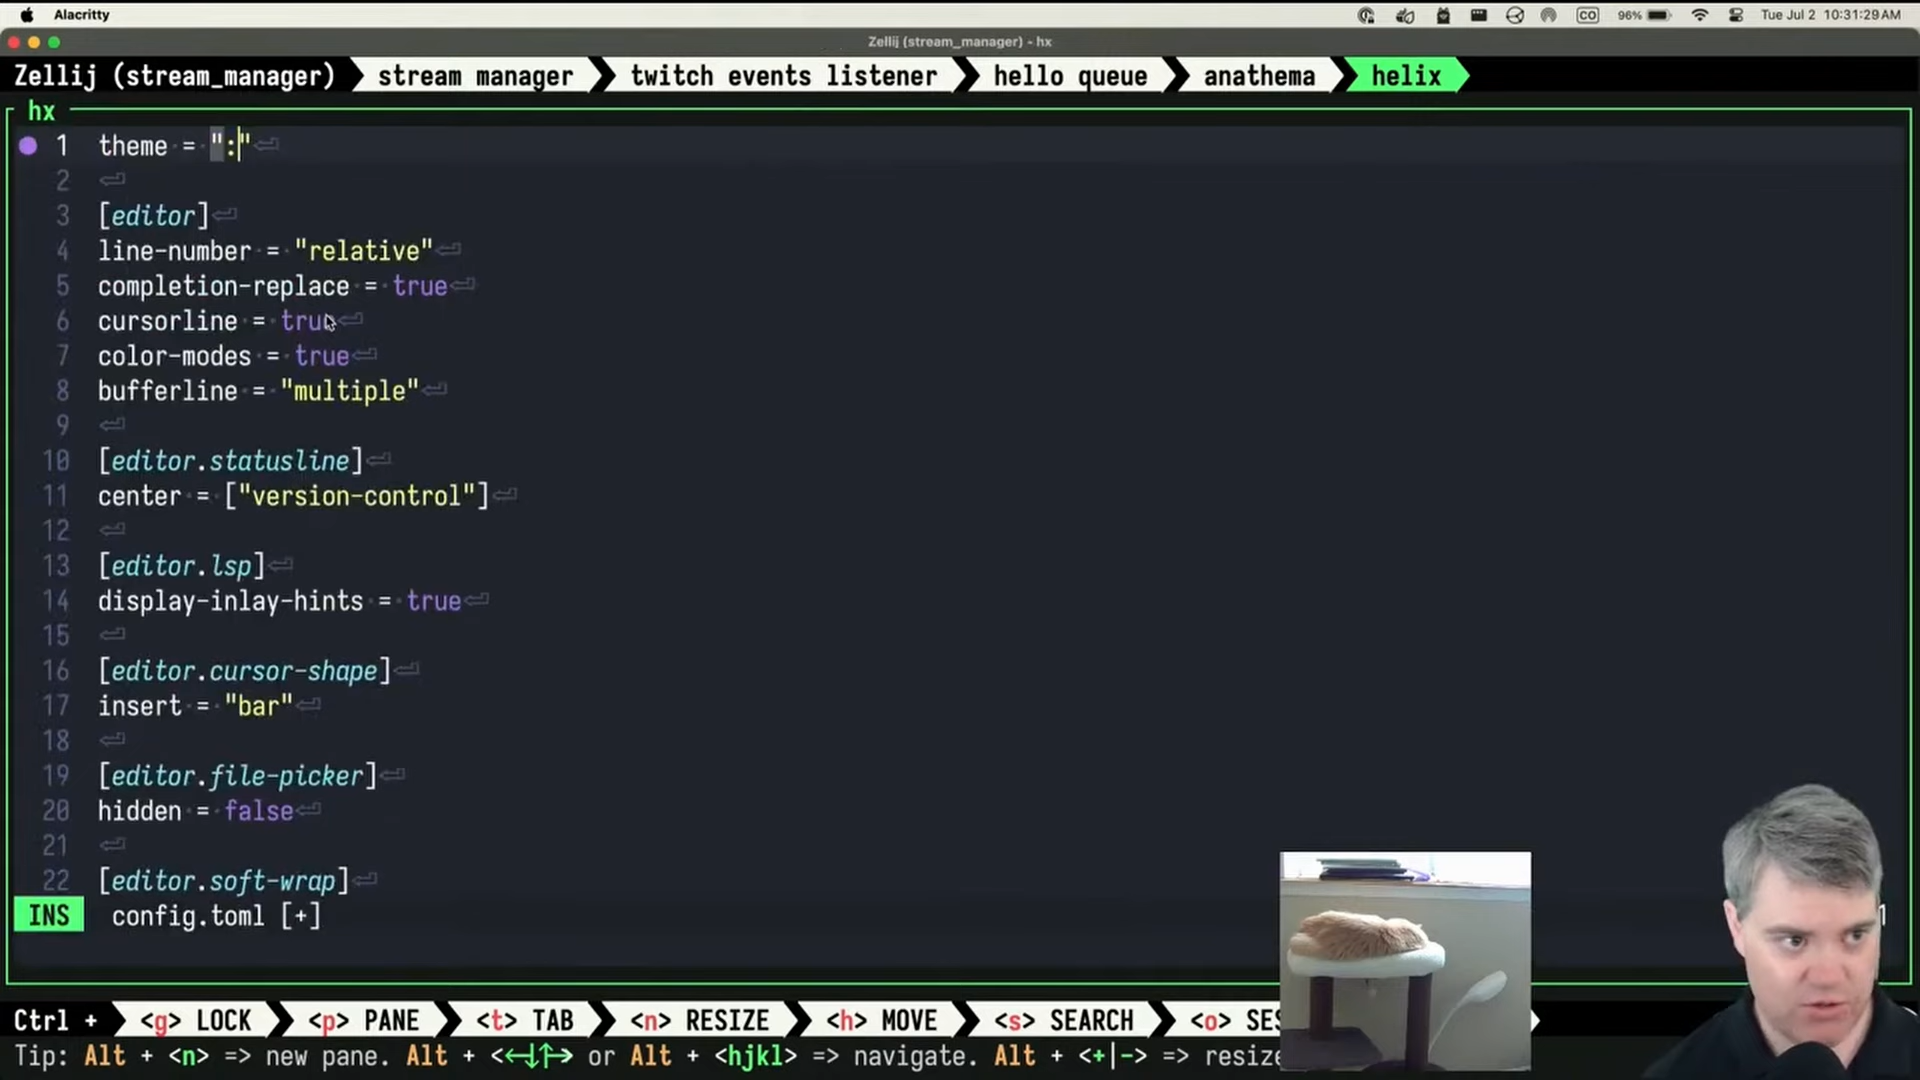 Alacritty
CO 96% Tue Jul 2 10:31:29 AM
Zellij (stream_manager) - hx
Zellij (stream_manager) stream manager twitch events listener hello queue anathema helix
hx
1 theme = ":"
2
3 [editor]
4 line-number = "relative"
5 completion-replace = true
6 cursorline = true
7 color-modes = true
8 bufferline = "multiple"
9
10 [editor.statusline]
11 center = ["version-control"]
12
13 [editor.lsp]
14 display-inlay-hints = true
15
16 [editor.cursor-shape]
17 insert = "bar"
18
19 [editor.file-picker]
20 hidden = false
21
22 [editor.soft-wrap]
INS config.toml [+] 1
Ctrl + <g> LOCK <p> PANE <t> TAB <n> RESIZE <h> MOVE <s> SEARCH <o> SES
Tip: Alt + <n> => new pane. Alt + <←↓↑→> or Alt + <hjkl> => navigate. Alt + <+|-> => resize